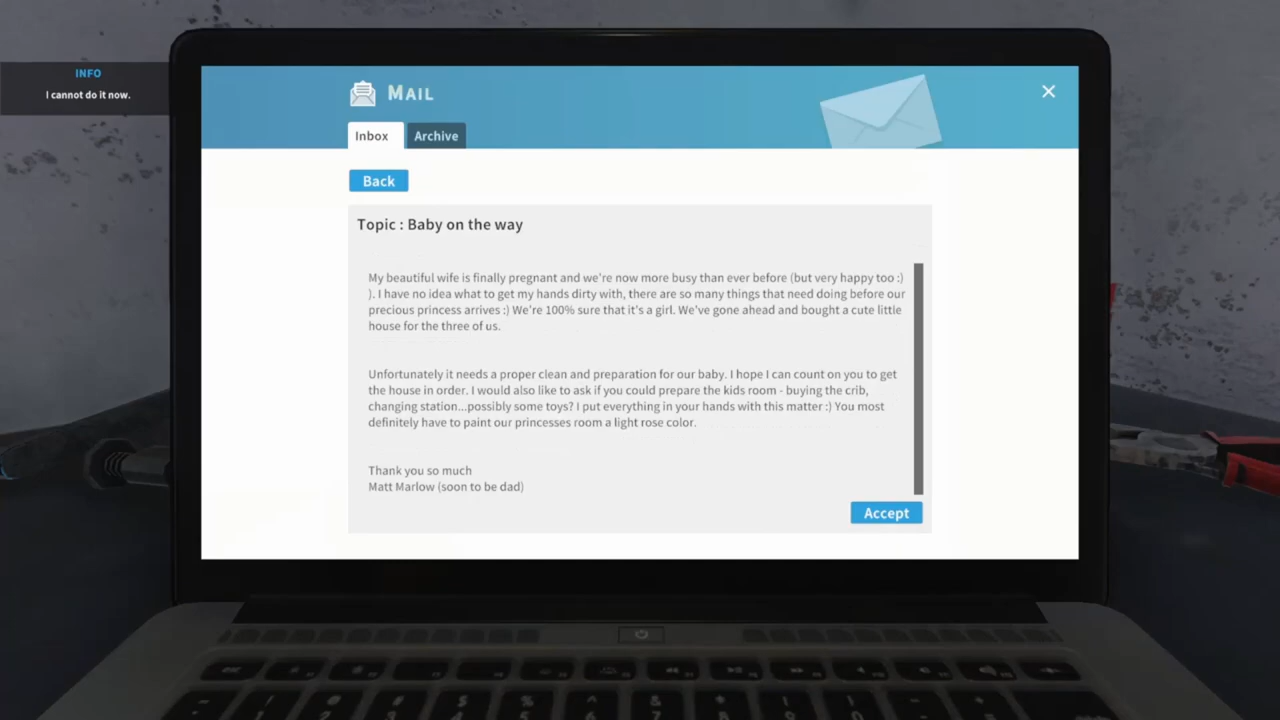 INFO
I cannot do it now.
MAIL
Inbox
Archive
Back
Topic : Baby on the way
My beautiful wife is finally pregnant and we're now more busy than ever before (but very happy too :)
). I have no idea what to get my hands dirty with, there are so many things that need doing before our
precious princess arrives :) We're 100% sure that it's a girl. We've gone ahead and bought a cute little
house for the three of us.
Unfortunately it needs a proper clean and preparation for our baby. I hope I can count on you to get
the house in order. I would also like to ask if you could prepare the kids room - buying the crib,
changing station...possibly some toys? I put everything in your hands with this matter :) You most
definitely have to paint our princesses room a light rose color.
Thank you so much
Matt Marlow (soon to be dad)
Accept